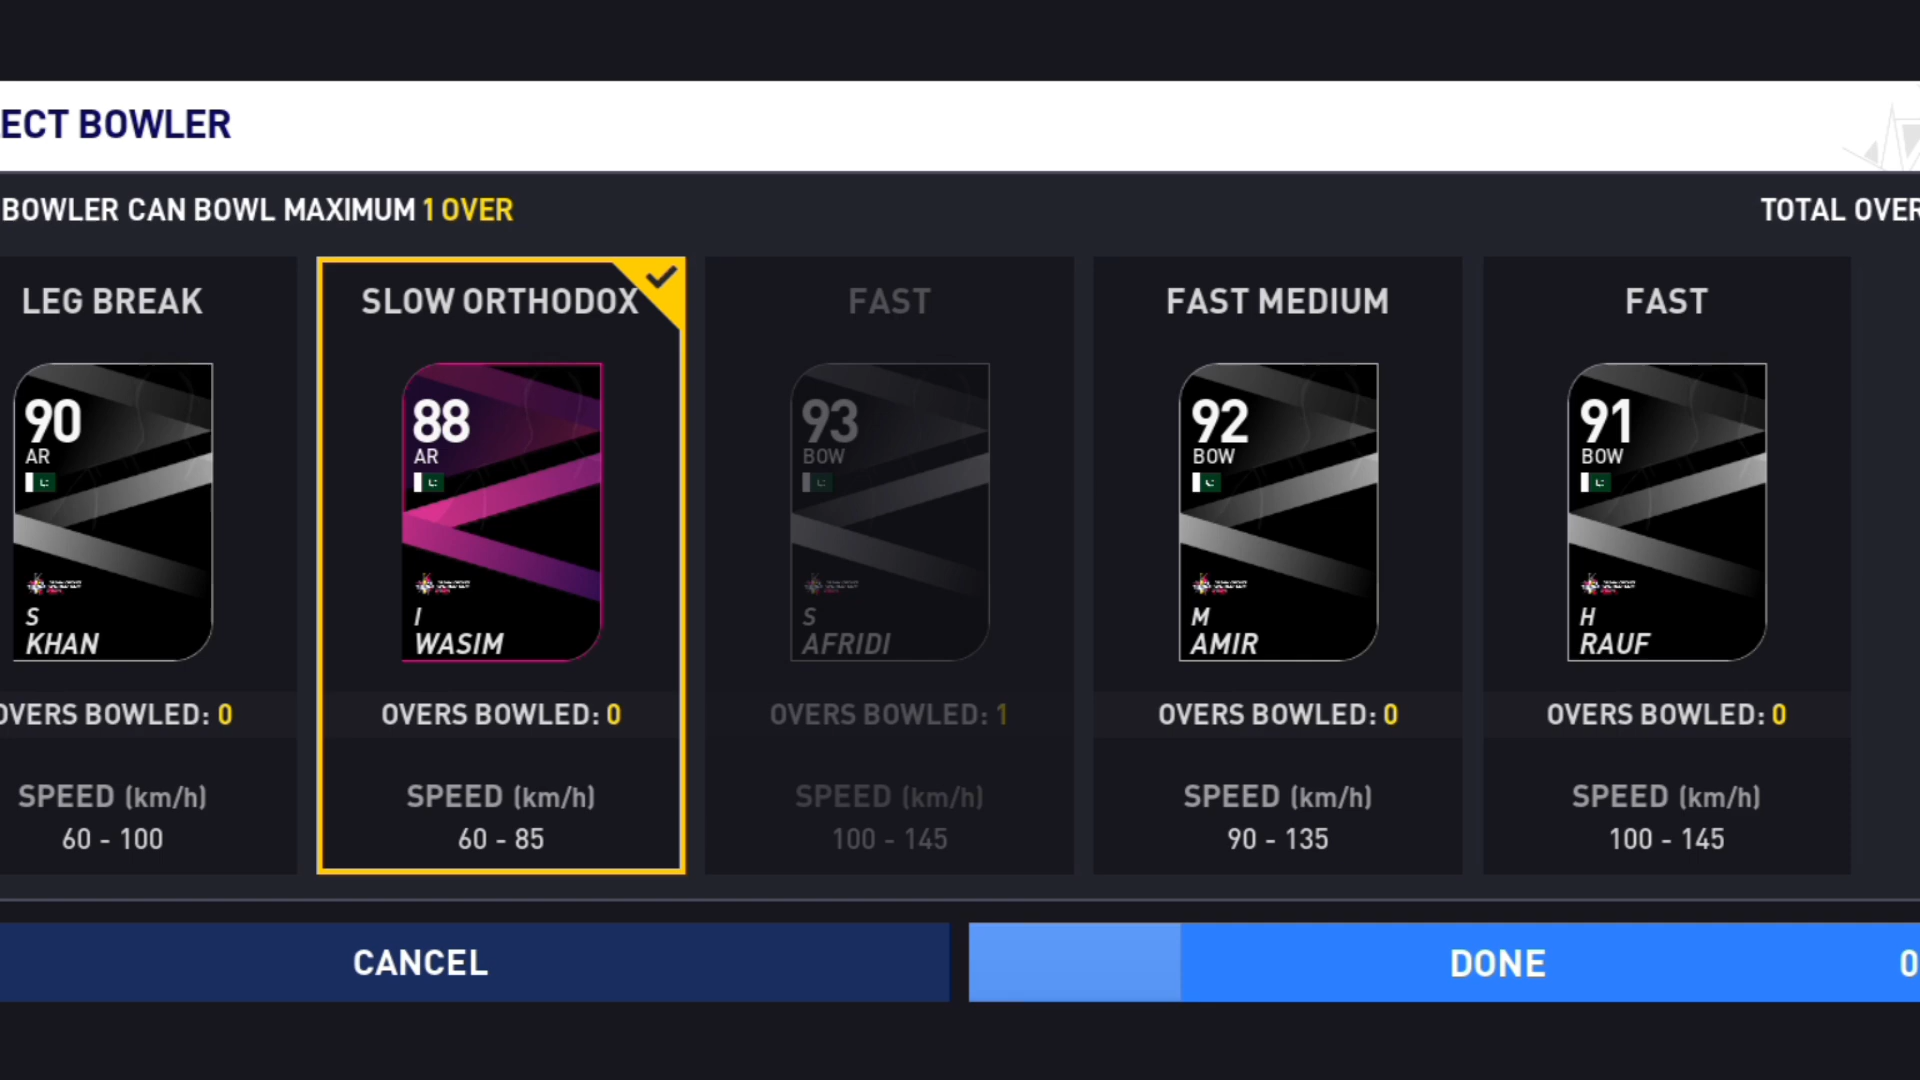 ECT BOWLER
BOWLER CAN BOWL MAXIMUM 1 OVER
TOTAL OVER
LEG BREAK
90
AR
S
KHAN
OVERS BOWLED: 0
SPEED (km/h)
60 - 100
SLOW ORTHODOX
88
AR
I
WASIM
OVERS BOWLED: 0
SPEED (km/h)
60 - 85
FAST
93
BOW
S
AFRIDI
OVERS BOWLED: 1
SPEED (km/h)
100 - 145
FAST MEDIUM
92
BOW
M
AMIR
OVERS BOWLED: 0
SPEED (km/h)
90 - 135
FAST
91
BOW
H
RAUF
OVERS BOWLED: 0
SPEED (km/h)
100 - 145
CANCEL
DONE
0